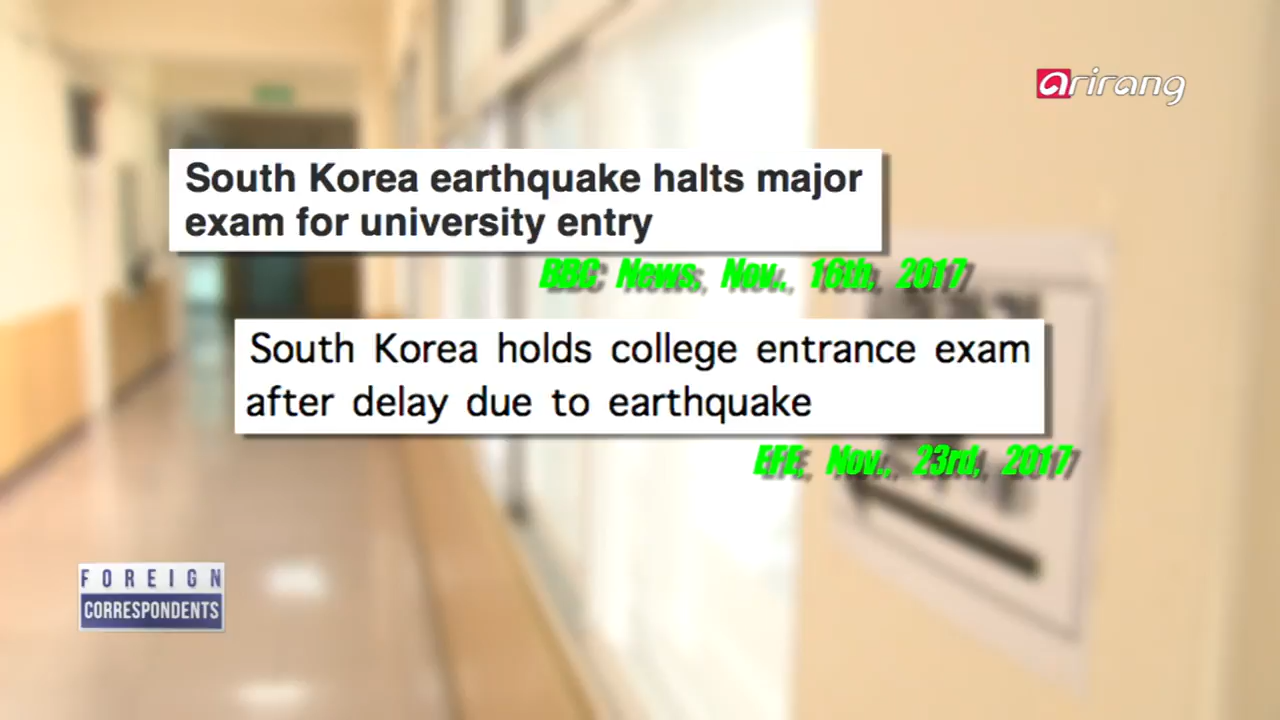 arirang
South Korea earthquake halts major
exam for university entry
BBC News, Nov., 16th, 2017
South Korea holds college entrance exam
after delay due to earthquake
EFE, Nov., 23rd, 2017
FOREIGN
CORRESPONDENTS